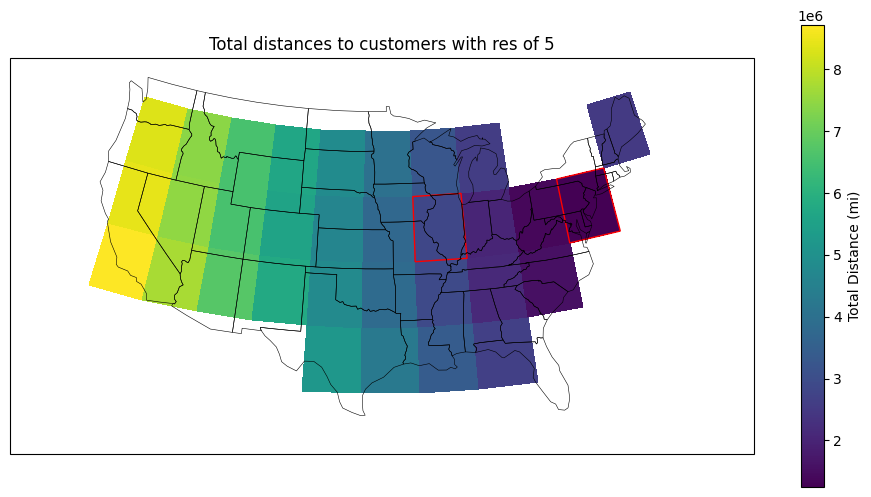 Total distances to customers with res of 5
1e6
8
7
6
5
4
3
2
Total Distance (mi)